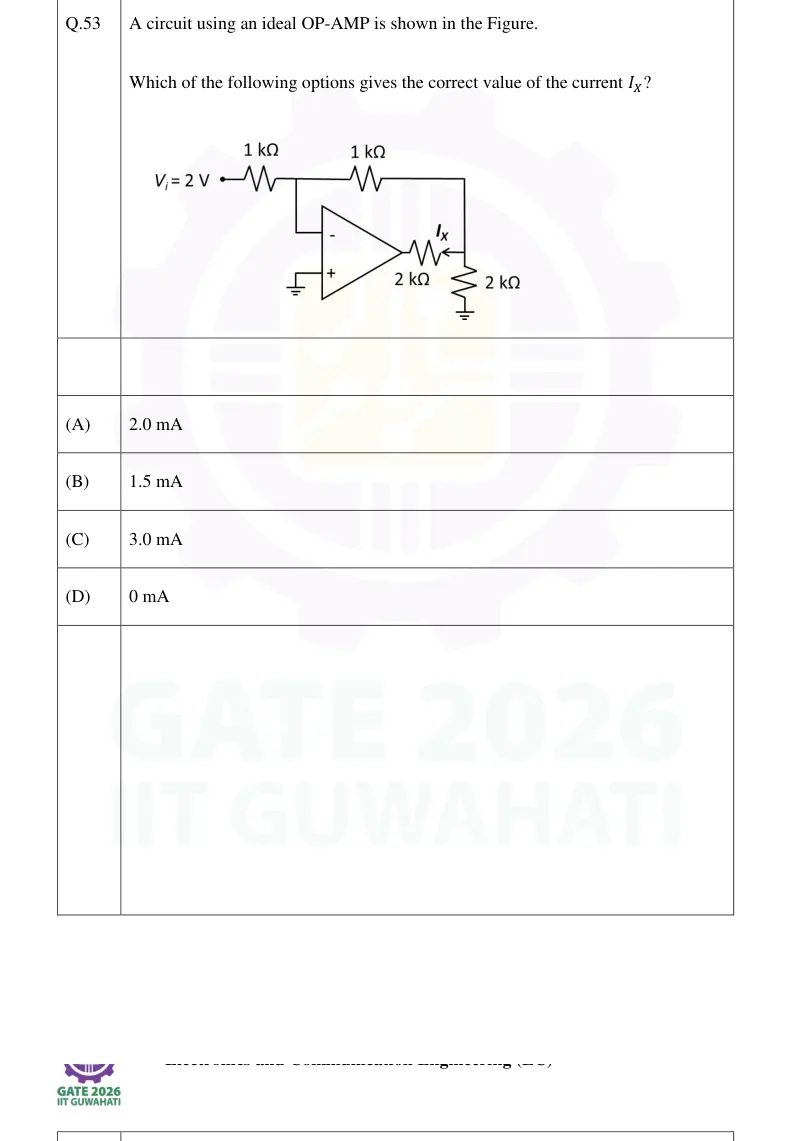 Q.53 A circuit using an ideal OP-AMP is shown in the Figure.
Which of the following options gives the correct value of the current I_X?
1 kΩ 1 kΩ
V_i = 2 V
-
I_X
+
2 kΩ 2 kΩ
(A) 2.0 mA
(B) 1.5 mA
(C) 3.0 mA
(D) 0 mA
GATE 2026
IIT GUWAHATI
GATE 2026
IIT GUWAHATI